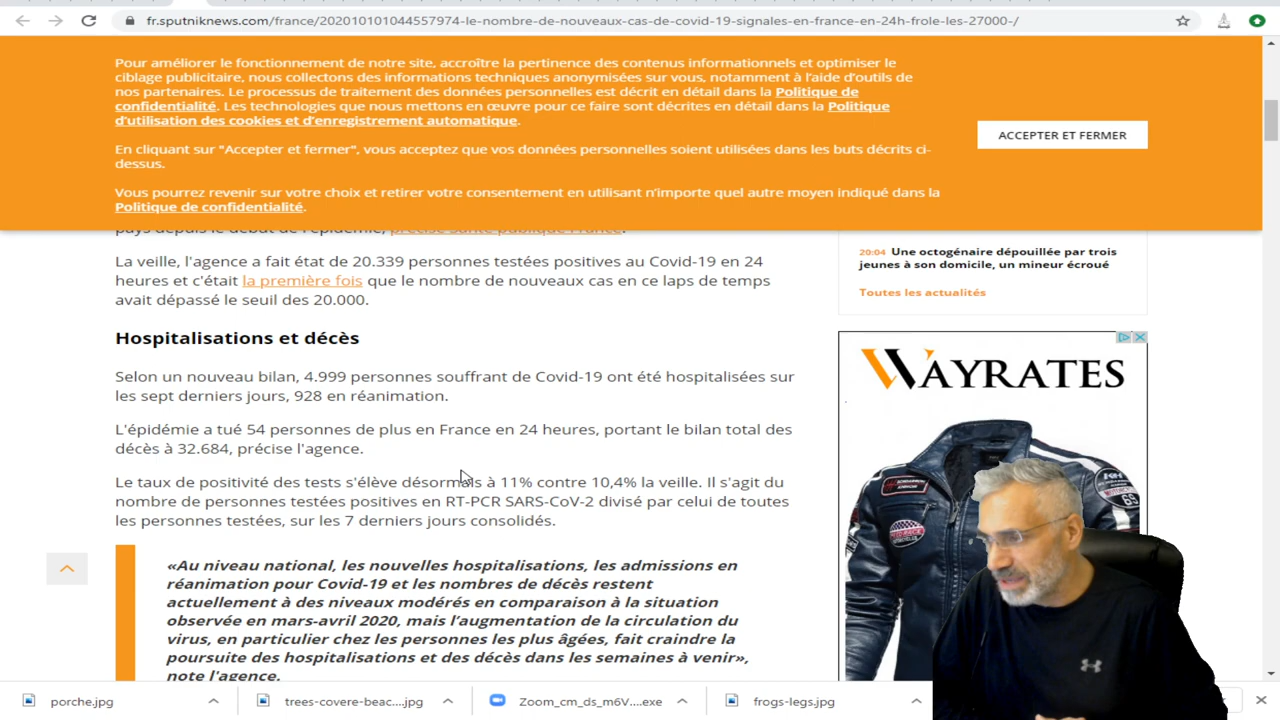 fr.sputniknews.com/france/202010101044557974-le-nombre-de-nouveaux-cas-de-covid-19-signales-en-france-en-24h-frole-les-27000-/
Pour améliorer le fonctionnement de notre site, accroître la pertinence des contenus informationnels et optimiser le
ciblage publicitaire, nous collectons des informations techniques anonymisées sur vous, notamment à l'aide d'outils de
nos partenaires. Le processus de traitement des données personnelles est décrit en détail dans la Politique de
confidentialité. Les technologies que nous mettons en œuvre pour ce faire sont décrites en détail dans la Politique
d'utilisation des cookies et d'enregistrement automatique.
En cliquant sur "Accepter et fermer", vous acceptez que vos données personnelles soient utilisées dans les buts décrits ci-
dessus.
Vous pourrez revenir sur votre choix et retirer votre consentement en utilisant n'importe quel autre moyen indiqué dans la
Politique de confidentialité.
ACCEPTER ET FERMER
pays depuis le début de l'épidémie, précise Santé publique France.
La veille, l'agence a fait état de 20.339 personnes testées positives au Covid-19 en 24
heures et c'était la première fois que le nombre de nouveaux cas en ce laps de temps
avait dépassé le seuil des 20.000.
Hospitalisations et décès
Selon un nouveau bilan, 4.999 personnes souffrant de Covid-19 ont été hospitalisées sur
les sept derniers jours, 928 en réanimation.
L'épidémie a tué 54 personnes de plus en France en 24 heures, portant le bilan total des
décès à 32.684, précise l'agence.
Le taux de positivité des tests s'élève désormais à 11% contre 10,4% la veille. Il s'agit du
nombre de personnes testées positives en RT-PCR SARS-CoV-2 divisé par celui de toutes
les personnes testées, sur les 7 derniers jours consolidés.
«Au niveau national, les nouvelles hospitalisations, les admissions en
réanimation pour Covid-19 et les nombres de décès restent
actuellement à des niveaux modérés en comparaison à la situation
observée en mars-avril 2020, mais l'augmentation de la circulation du
virus, en particulier chez les personnes les plus âgées, fait craindre la
poursuite des hospitalisations et des décès dans les semaines à venir»,
note l'agence.
20:04 Une octogénaire dépouillée par trois
jeunes à son domicile, un mineur écroué
Toutes les actualités
WAYRATES
69
porche.jpg
trees-covere-beac....jpg
Zoom_cm_ds_m6V....exe
frogs-legs.jpg